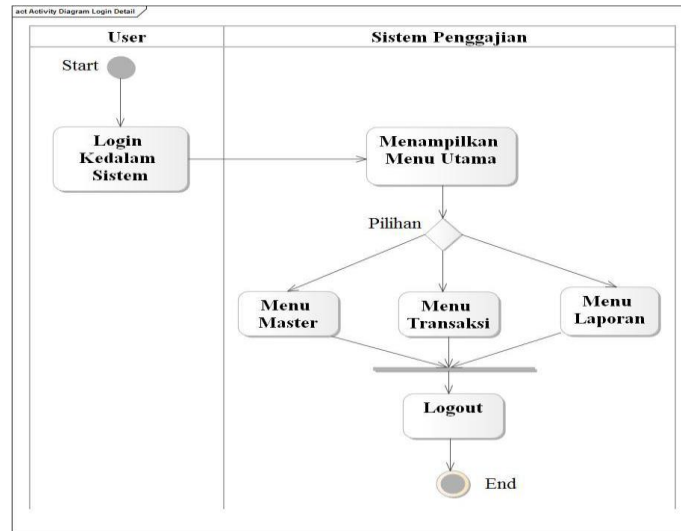 act Activity Diagram Login Detail
User
Sistem Penggajian
Start
Login
Kedalam
Sistem
Menampilkan
Menu Utama
Pilihan
Menu
Master
Menu
Transaksi
Menu
Laporan
Logout
End